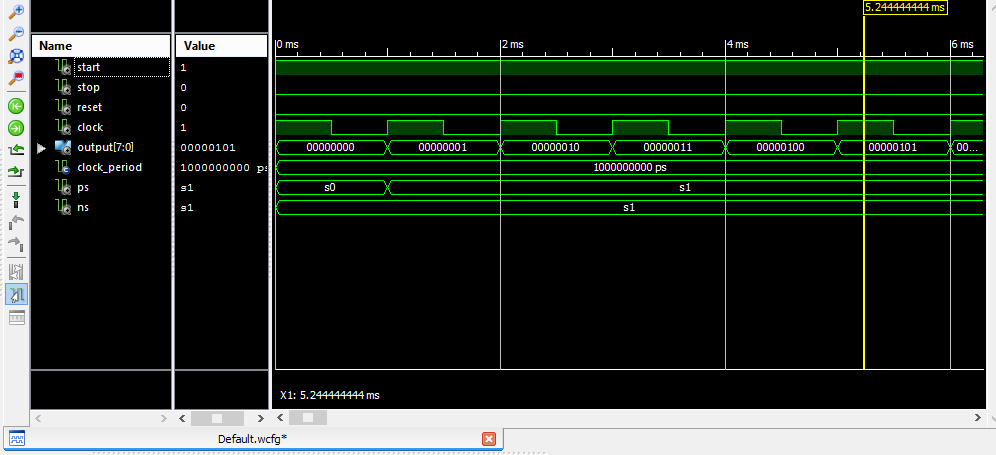 5.244444444 ms
Name Value 0 ms 2 ms 4 ms 6 ms
start 1
stop 0
reset 0
clock 1
output[7:0] 00000101 00000000 00000001 00000010 00000011 00000100 00000101 00...
clock_period 1000000000 ps 1000000000 ps
ps s1 s0 s1
ns s1 s1
X1: 5.244444444 ms
Default.wcfg*